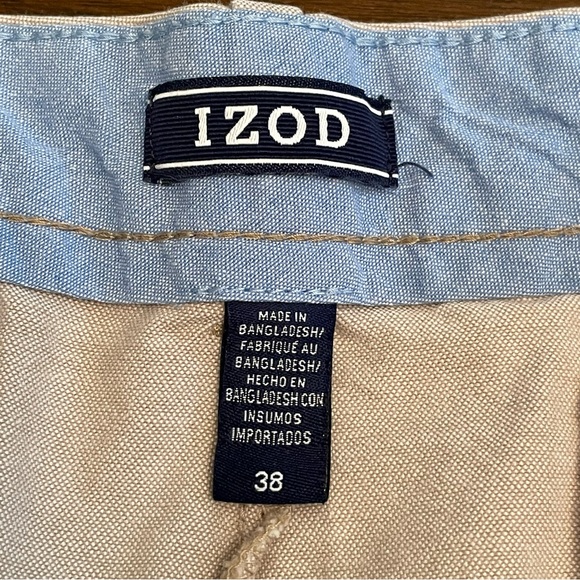 IZOD
MADE IN
BANGLADESH/
FABRIQUÉ AU
BANGLADESH/
HECHO EN
BANGLADESH CON
INSUMOS
IMPORTADOS
38